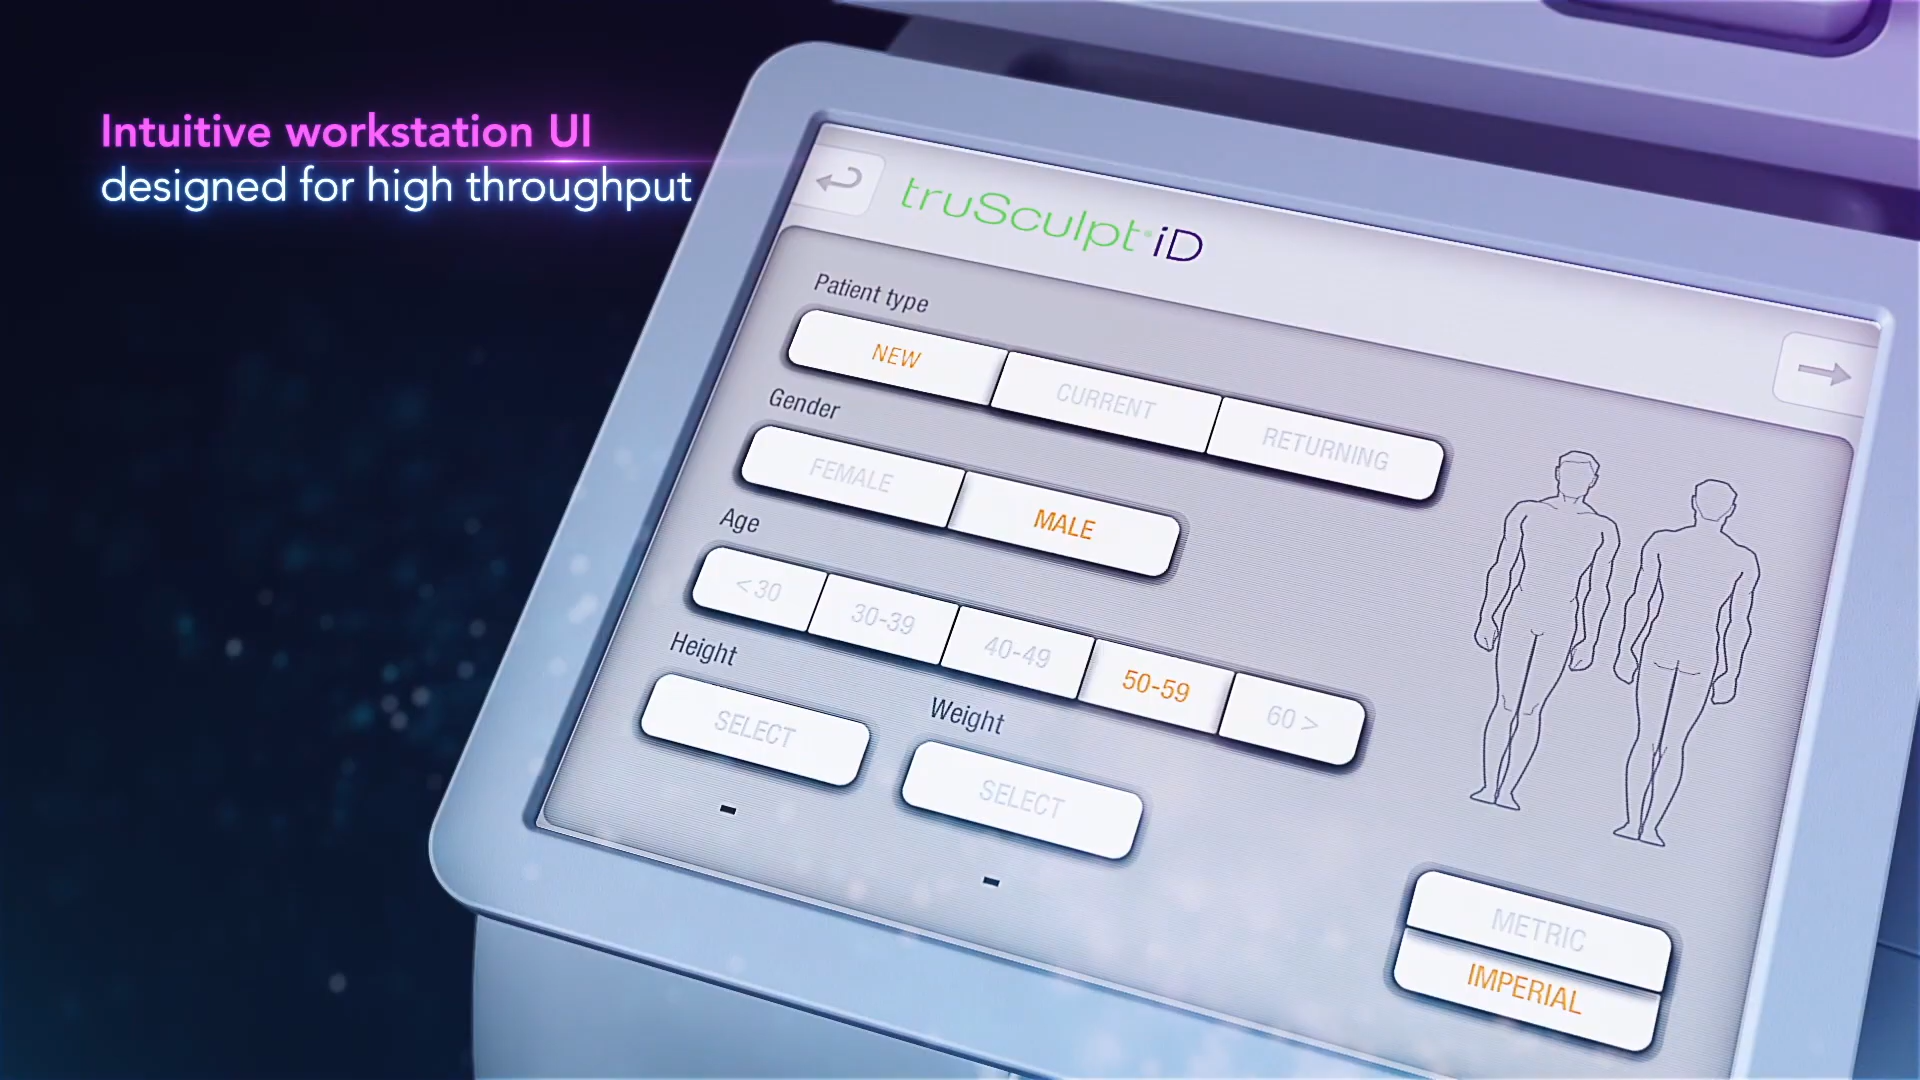 Intuitive workstation UI
designed for high throughput
truSculpt iD
Patient type
NEW CURRENT RETURNING
Gender
FEMALE MALE
Age
< 30 30-39 40-49 50-59 60 >
Height
SELECT
-
Weight
SELECT
-
METRIC
IMPERIAL